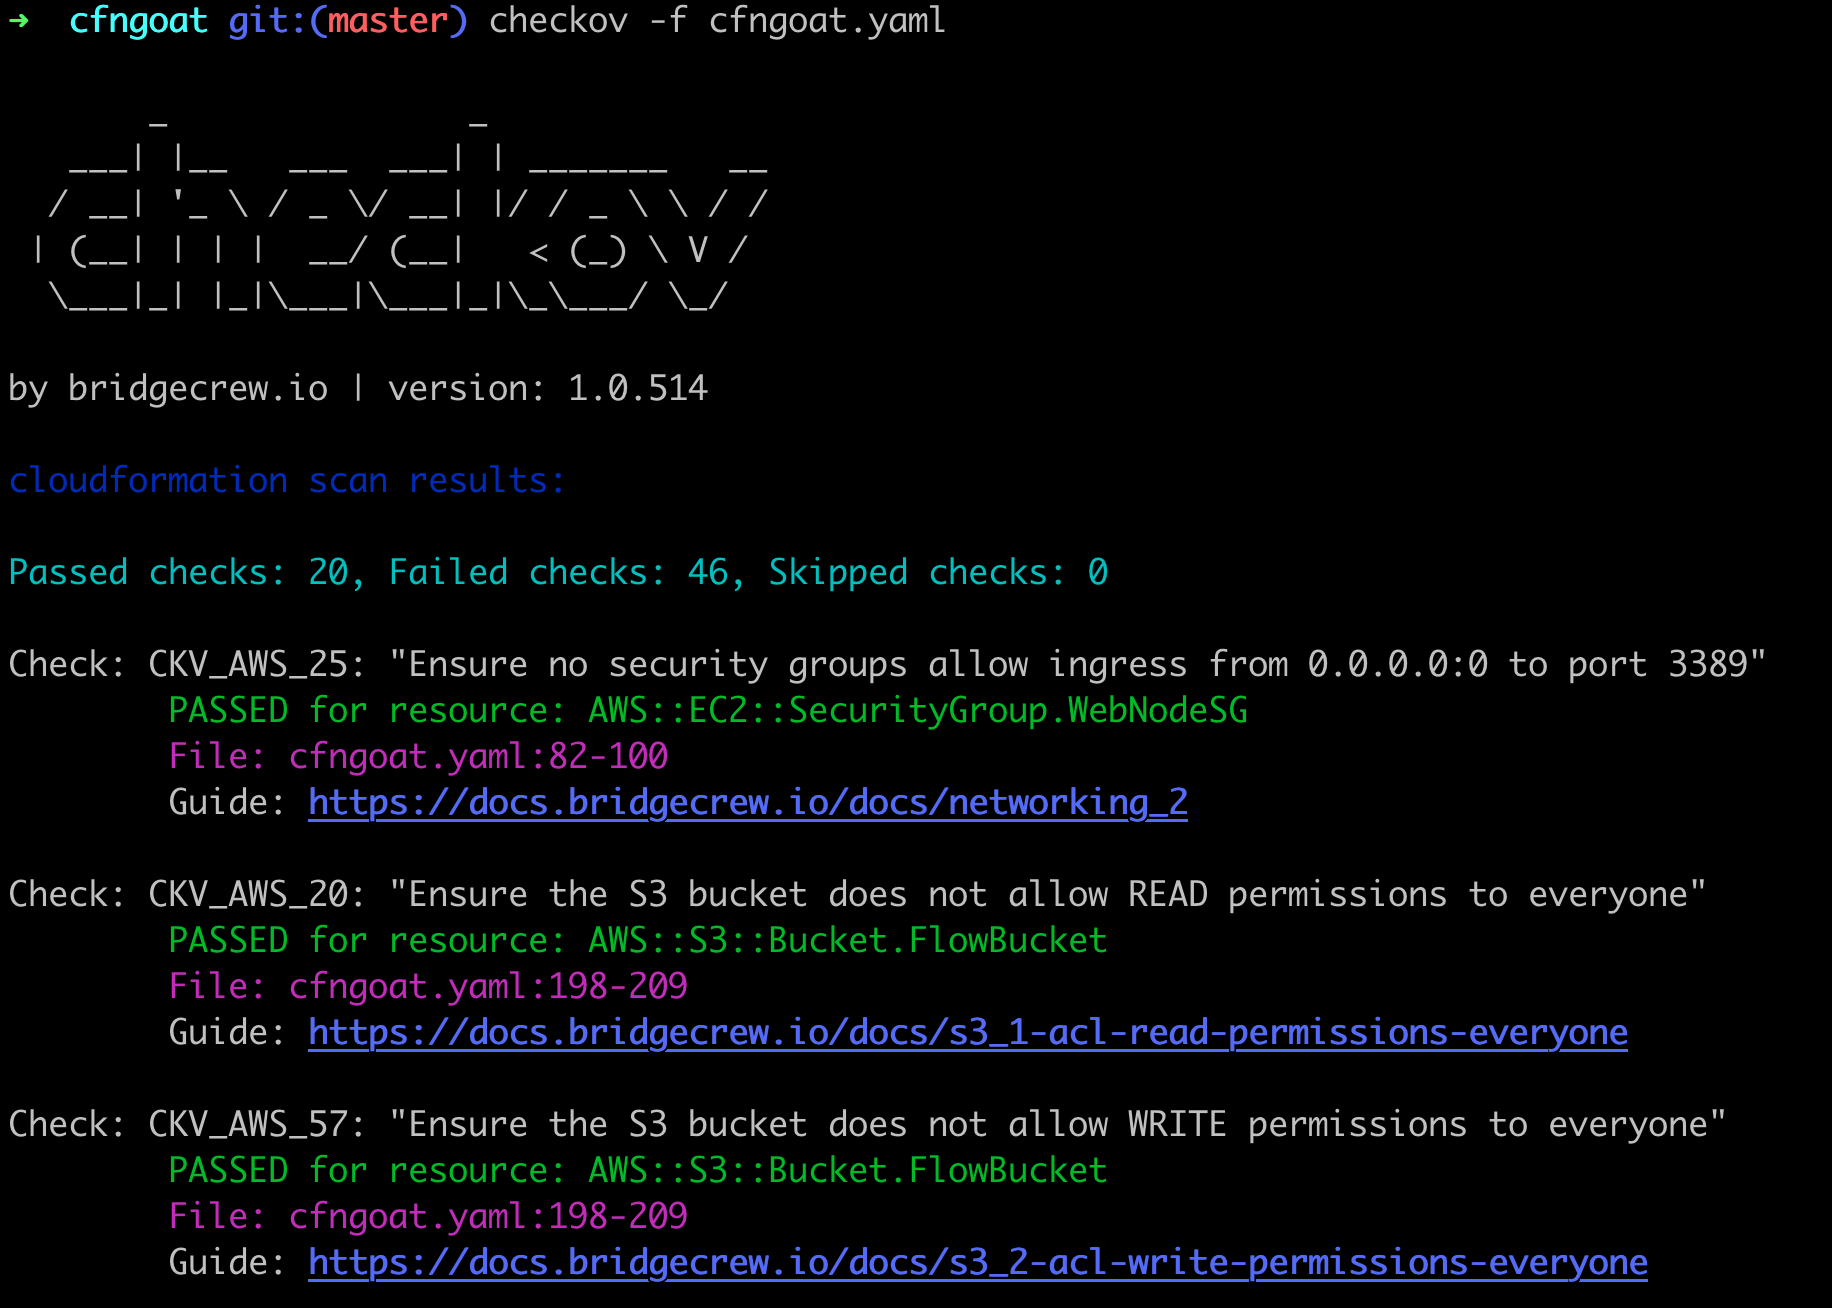 ➜  cfngoat git:(master) checkov -f cfngoat.yaml
       _               _
   ___| |__   ___  ___| | _______   __
  / __| '_ \ / _ \/ __| |/ / _ \ \ / /
 | (__| | | |  __/ (__|   < (_) \ V /
  \___|_| |_|\___|\___|_|\_\___/ \_/
by bridgecrew.io | version: 1.0.514
cloudformation scan results:
Passed checks: 20, Failed checks: 46, Skipped checks: 0
Check: CKV_AWS_25: "Ensure no security groups allow ingress from 0.0.0.0:0 to port 3389"
        PASSED for resource: AWS::EC2::SecurityGroup.WebNodeSG
        File: cfngoat.yaml:82-100
        Guide: https://docs.bridgecrew.io/docs/networking_2
Check: CKV_AWS_20: "Ensure the S3 bucket does not allow READ permissions to everyone"
        PASSED for resource: AWS::S3::Bucket.FlowBucket
        File: cfngoat.yaml:198-209
        Guide: https://docs.bridgecrew.io/docs/s3_1-acl-read-permissions-everyone
Check: CKV_AWS_57: "Ensure the S3 bucket does not allow WRITE permissions to everyone"
        PASSED for resource: AWS::S3::Bucket.FlowBucket
        File: cfngoat.yaml:198-209
        Guide: https://docs.bridgecrew.io/docs/s3_2-acl-write-permissions-everyone